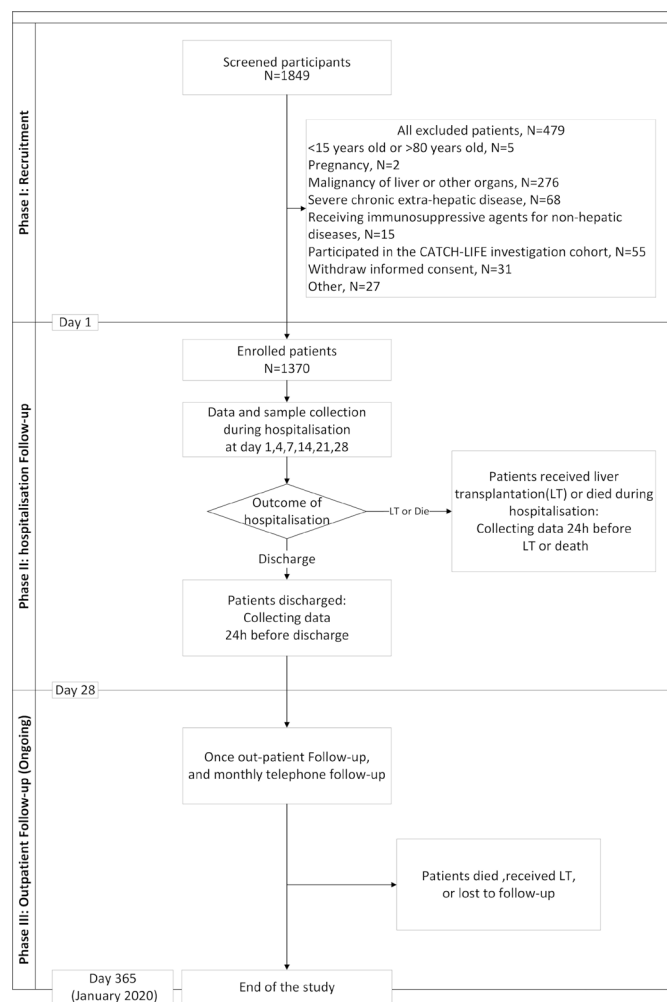 Phase I: Recruitment
Screened participants
N=1849
All excluded patients, N=479
<15 years old or >80 years old, N=5
Pregnancy, N=2
Malignancy of liver or other organs, N=276
Severe chronic extra-hepatic disease, N=68
Receiving immunosuppressive agents for non-hepatic
diseases, N=15
Participated in the CATCH-LIFE investigation cohort, N=55
Withdraw informed consent, N=31
Other, N=27
Day 1
Phase II: hospitalisation Follow-up
Enrolled patients
N=1370
Data and sample collection
during hospitalisation
at day 1,4,7,14,21,28
Outcome of
hospitalisation
LT or Die
Patients received liver
transplantation(LT) or died during
hospitalisation:
Collecting data 24h before
LT or death
Discharge
Patients discharged:
Collecting data
24h before discharge
Day 28
Phase III: Outpatient Follow-up (Ongoing)
Once out-patient Follow-up,
and monthly telephone follow-up
Patients died ,received LT,
or lost to follow-up
Day 365
(January 2020)
End of the study